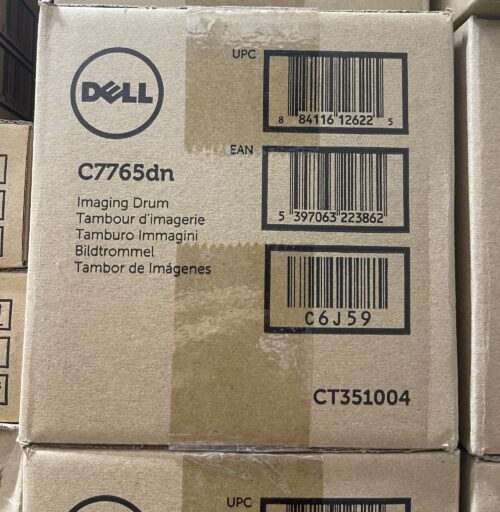 DELL
UPC
8 84116 12622 5
EAN
C7765dn
5 397063 223862
Imaging Drum
Tambour d'imagerie
Tamburo Immagini
Bildtrommel
Tambor de Imágenes
C6J59
CT351004
UPC